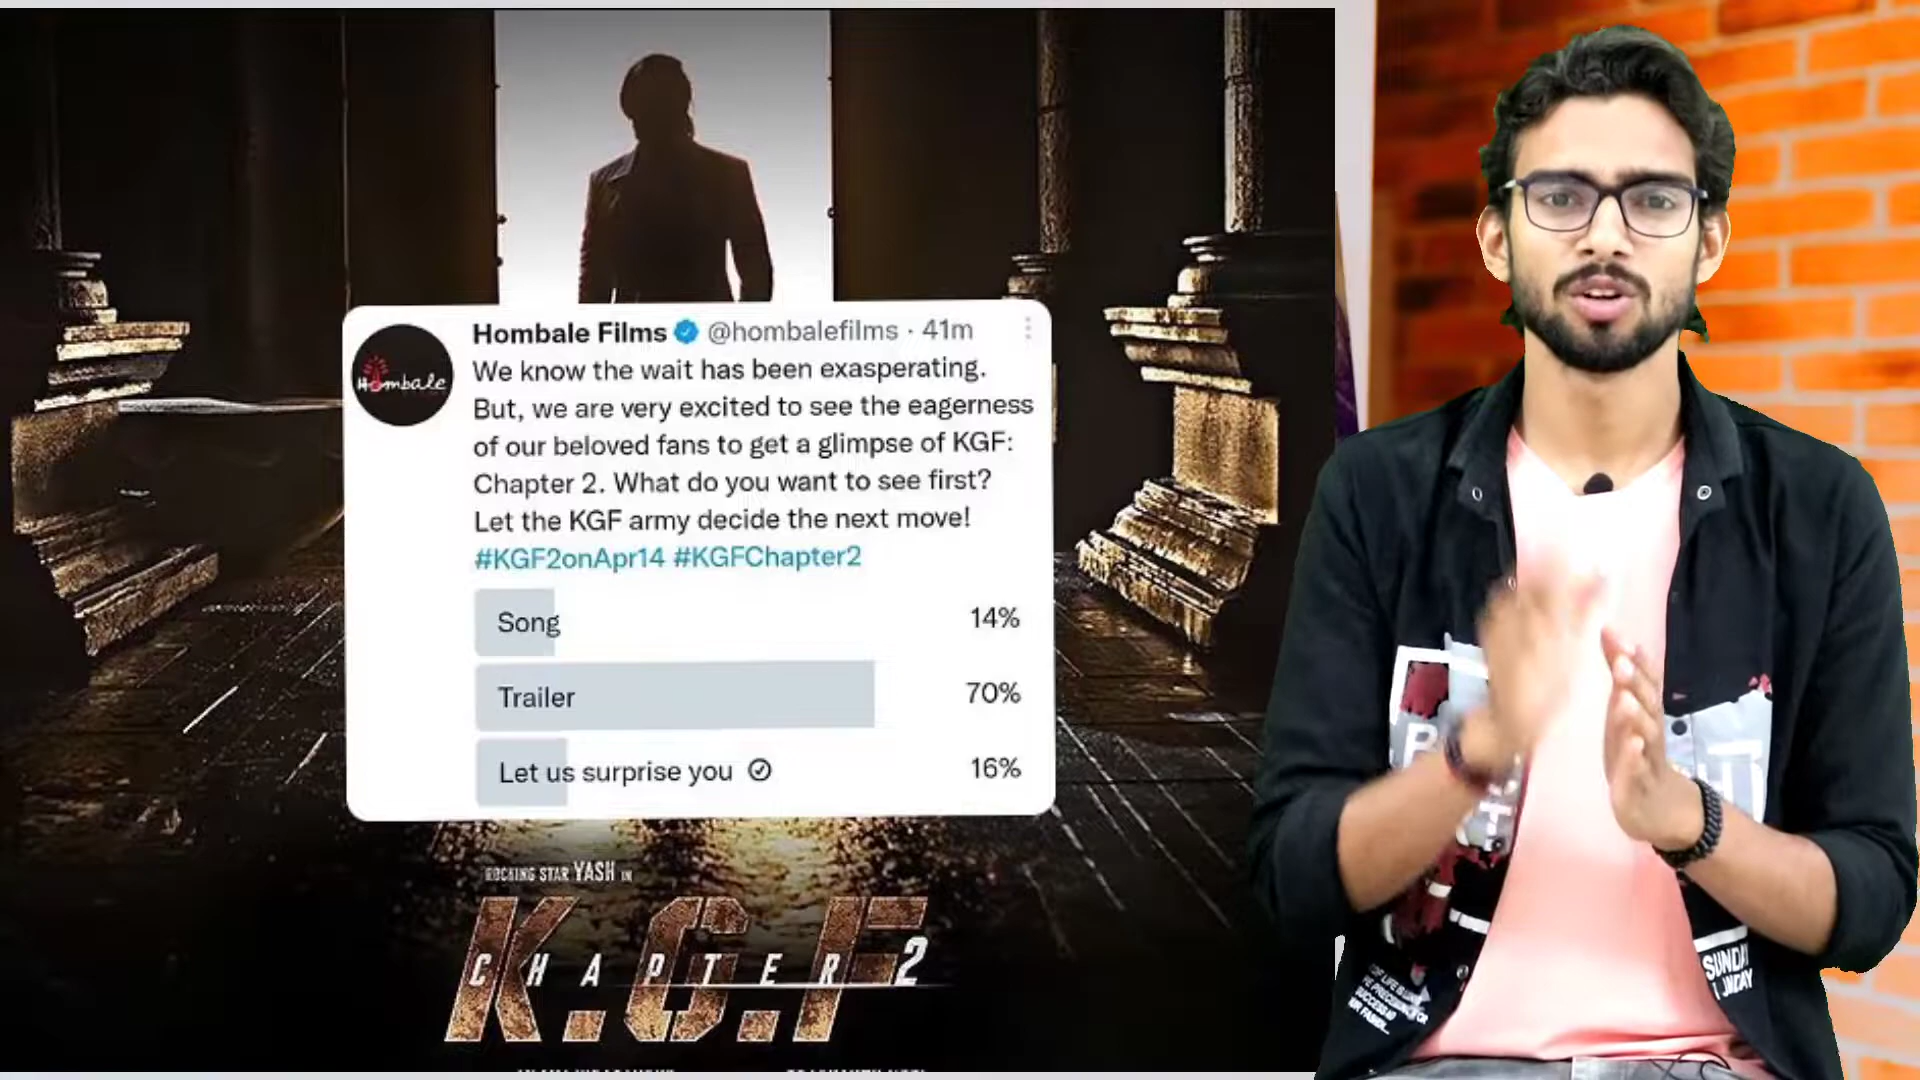 Hombale Films @hombalefilms · 41m
Hombale
We know the wait has been exasperating.
But, we are very excited to see the eagerness
of our beloved fans to get a glimpse of KGF:
Chapter 2. What do you want to see first?
Let the KGF army decide the next move!
#KGF2onApr14 #KGFChapter2
Song 14%
Trailer 70%
Let us surprise you 16%
ROCKING STAR YASH IN
K.G.F
CHAPTER 2
SUNDAY